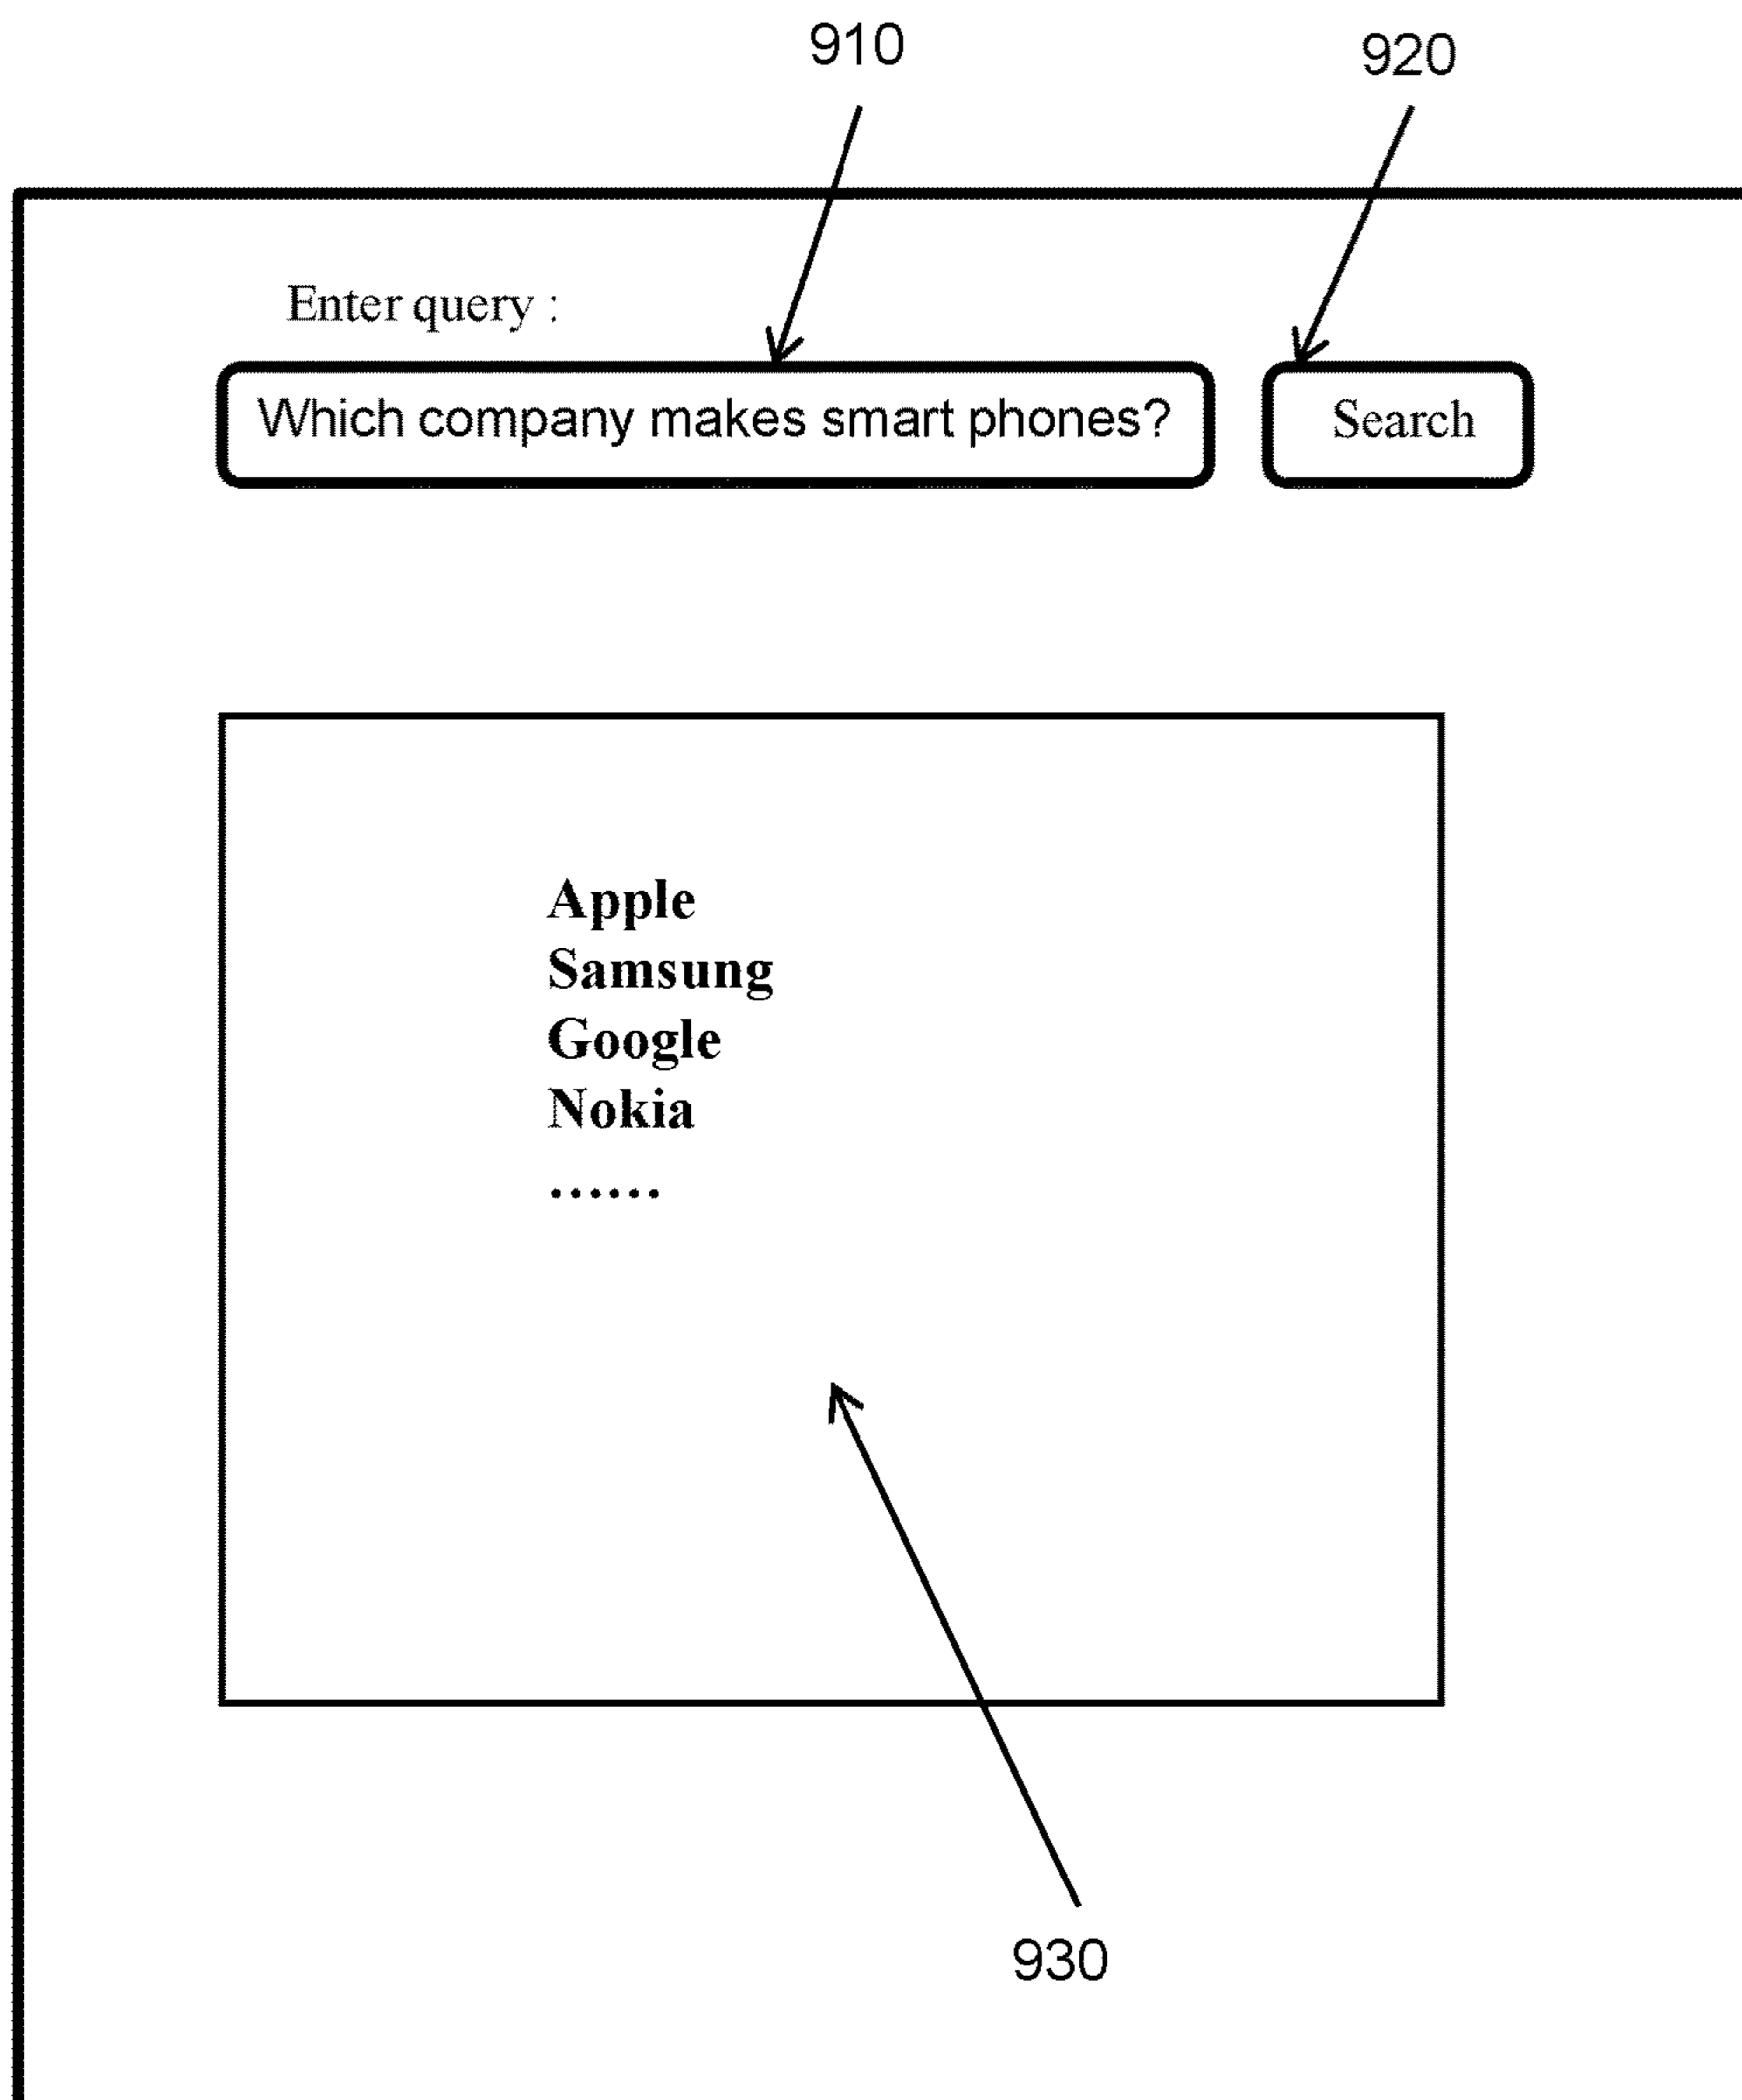 910 920
Enter query :
Which company makes smart phones? Search
Apple
Samsung
Google
Nokia
......
930